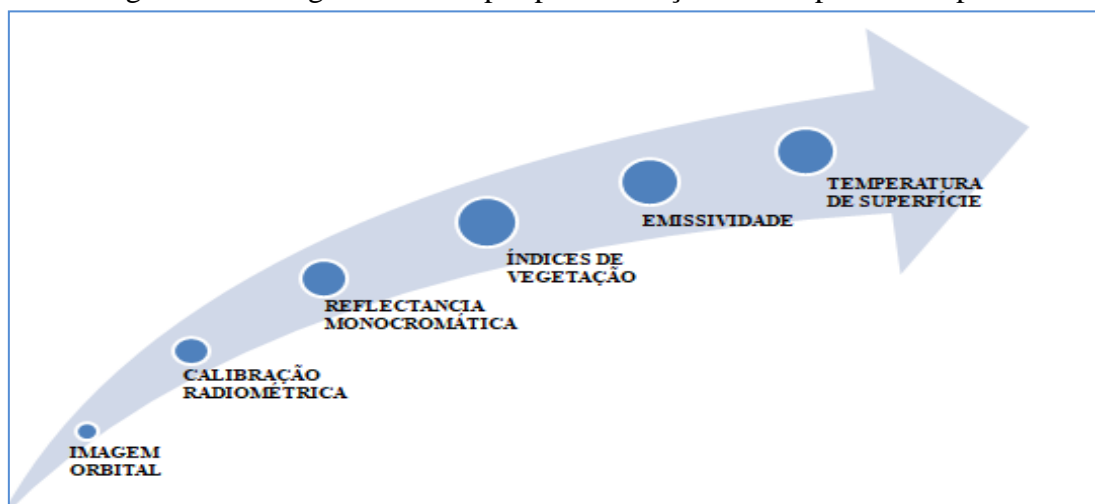 IMAGEM
ORBITAL
CALIBRAÇÃO
RADIOMÉTRICA
REFLECTANCIA
MONOCROMÁTICA
ÍNDICES DE
VEGETAÇÃO
EMISSIVIDADE
TEMPERATURA
DE SUPERFÍCIE